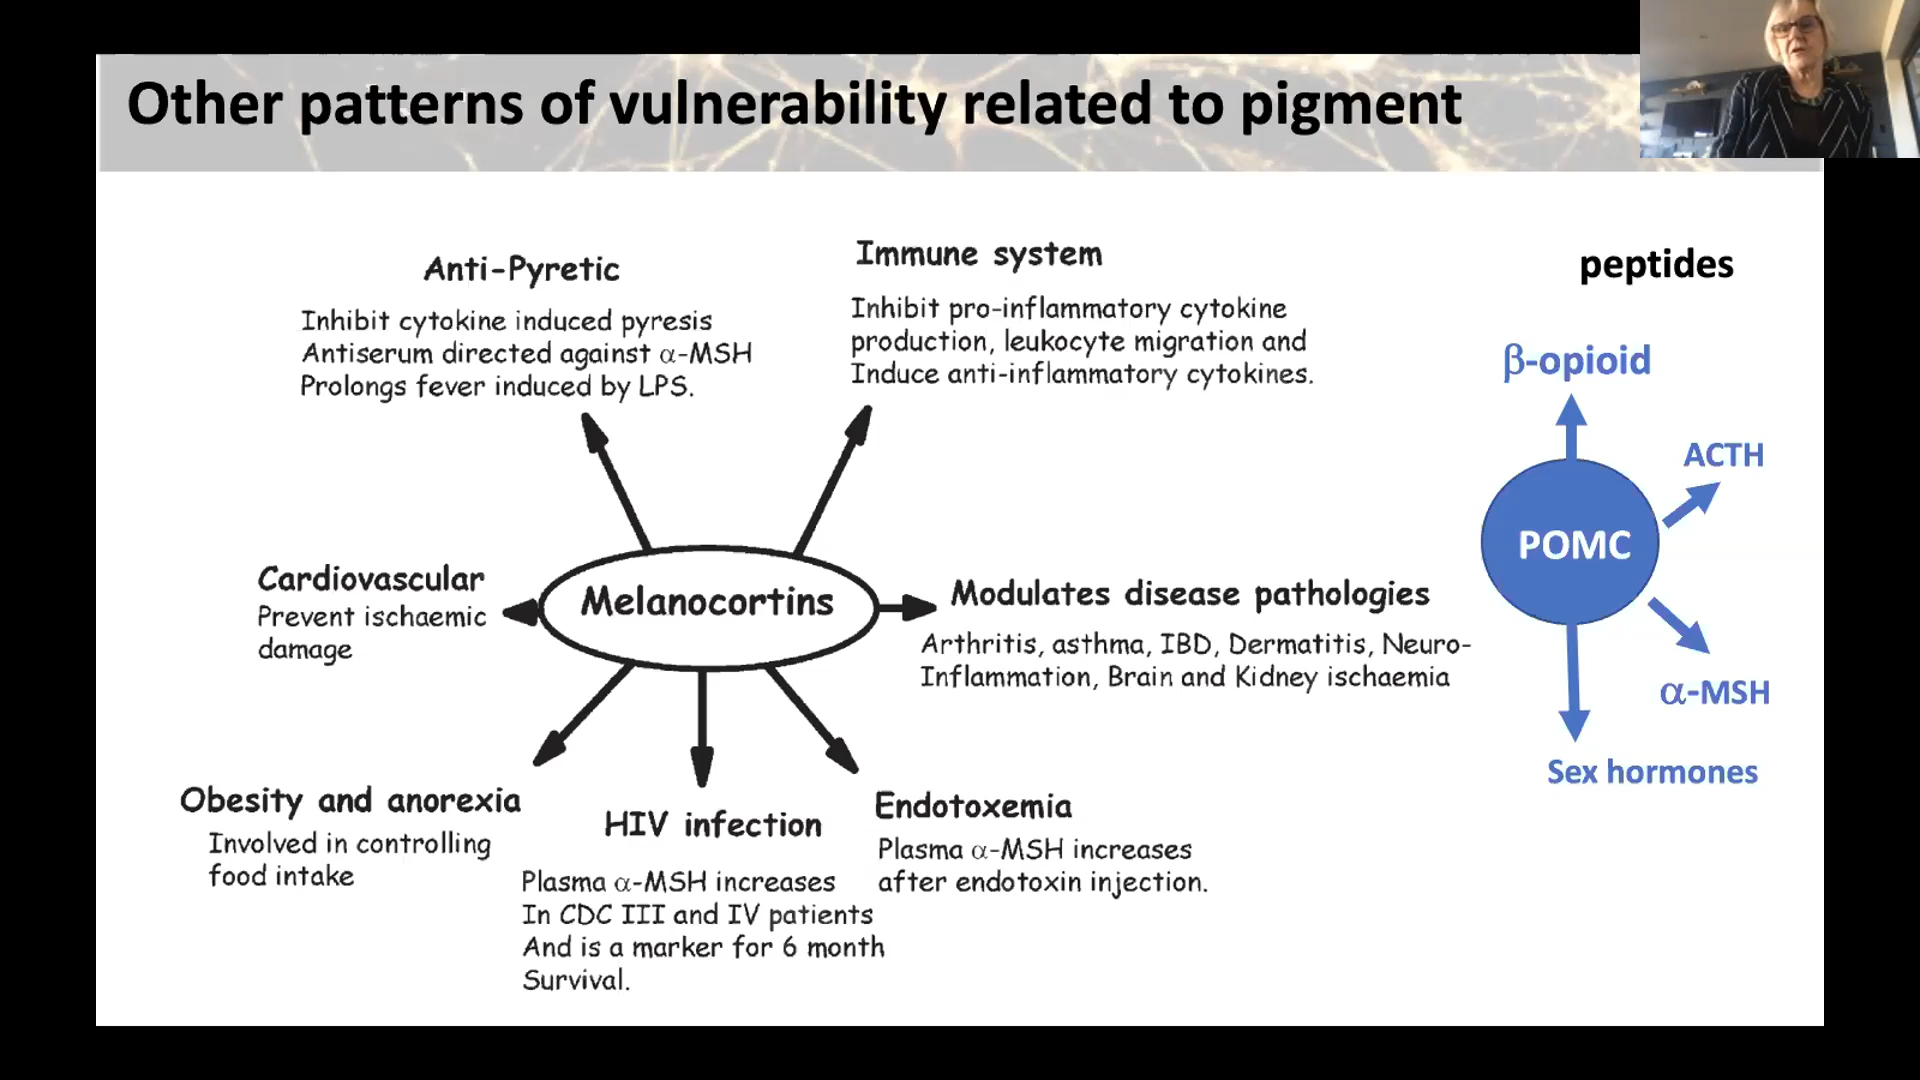 Other patterns of vulnerability related to pigment
Anti-Pyretic
Inhibit cytokine induced pyresis
Antiserum directed against α-MSH
Prolongs fever induced by LPS.
Immune system
Inhibit pro-inflammatory cytokine
production, leukocyte migration and
Induce anti-inflammatory cytokines.
Cardiovascular
Prevent ischaemic
damage
Melanocortins
Modulates disease pathologies
Arthritis, asthma, IBD, Dermatitis, Neuro-
Inflammation, Brain and Kidney ischaemia
Obesity and anorexia
Involved in controlling
food intake
HIV infection
Plasma α-MSH increases
In CDC III and IV patients
And is a marker for 6 month
Survival.
Endotoxemia
Plasma α-MSH increases
after endotoxin injection.
peptides
β-opioid
ACTH
POMC
α-MSH
Sex hormones